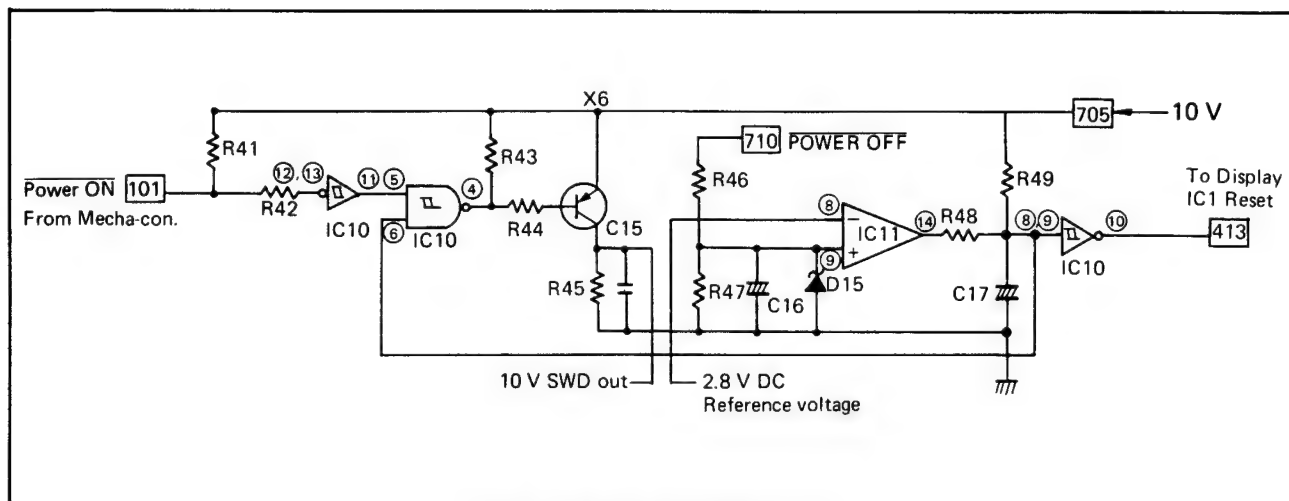 X6
705
10 V
710
POWER OFF
R41
R43
R46
R49
To Display
IC1 Reset
Power ON
101
⑫,⑬
⑪
⑤
④
⑧
⑭
R48
⑧,⑨
⑩
From Mecha-con.
R42
IC10
⑥
IC10
R44
C15
−
IC11
+
⑨
IC10
413
R45
R47
C16
D15
C17
10 V SWD out
2.8 V DC
Reference voltage